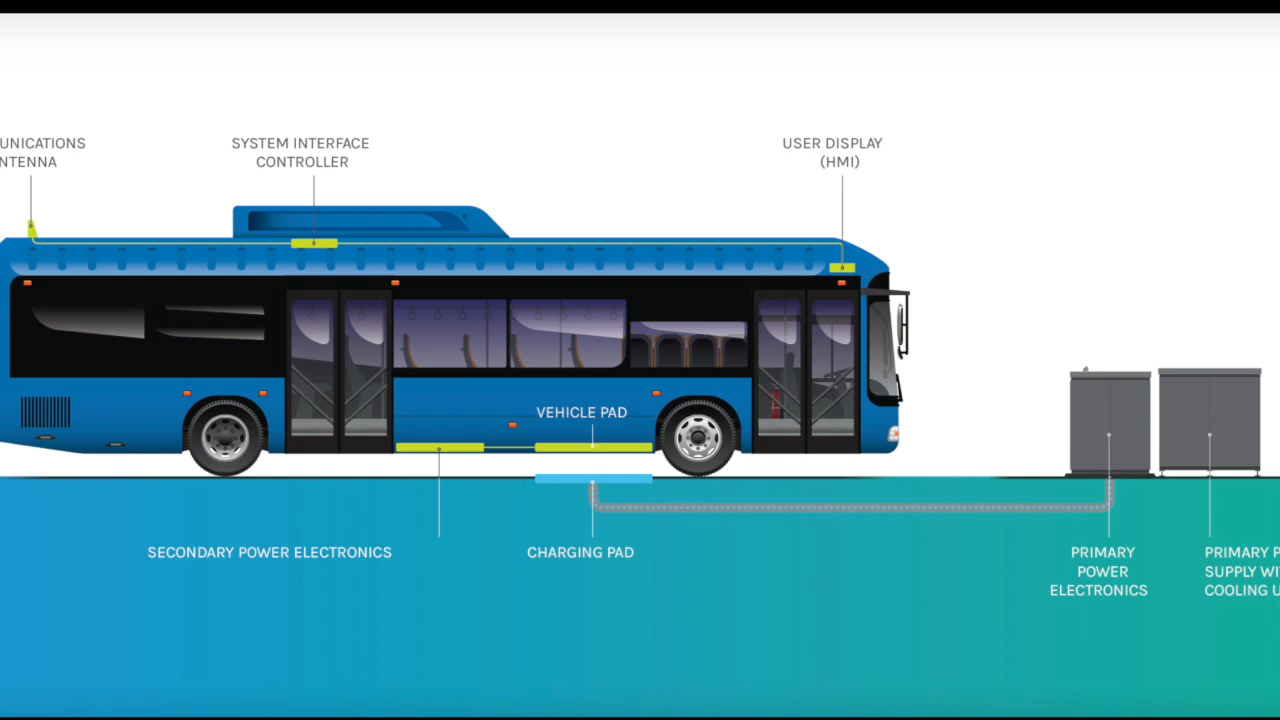 UNICATIONS
NTENNA
SYSTEM INTERFACE
CONTROLLER
USER DISPLAY
(HMI)
VEHICLE PAD
SECONDARY POWER ELECTRONICS
CHARGING PAD
PRIMARY
POWER
ELECTRONICS
PRIMARY P
SUPPLY WI
COOLING U